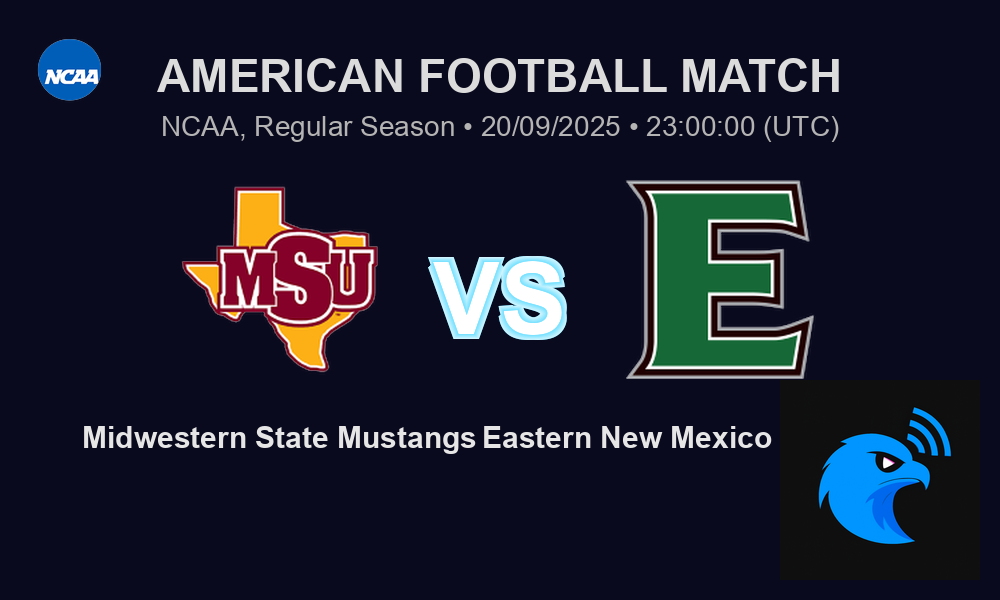 NCAA
AMERICAN FOOTBALL MATCH
NCAA, Regular Season • 20/09/2025 • 23:00:00 (UTC)
MSU
VS
E
Midwestern State Mustangs Eastern New Mexico